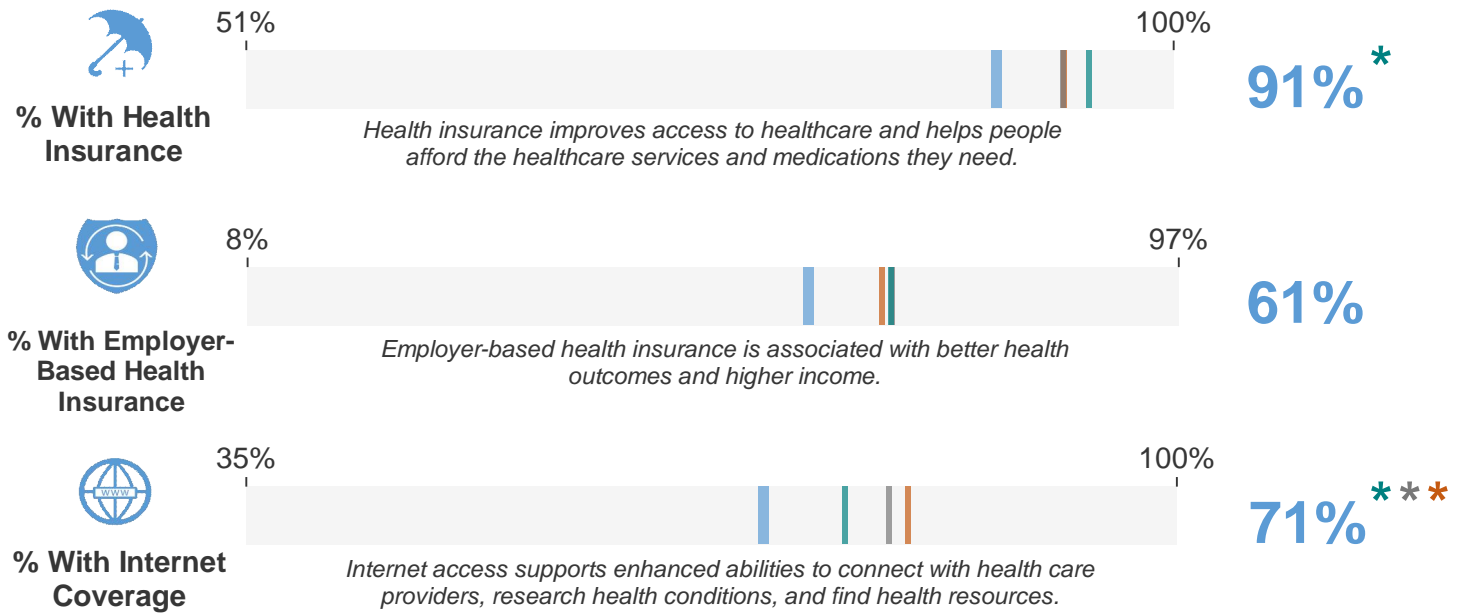 51%
100%
91% *
% With Health
Insurance
Health insurance improves access to healthcare and helps people
afford the healthcare services and medications they need.
8%
97%
61%
% With Employer-
Based Health
Insurance
Employer-based health insurance is associated with better health
outcomes and higher income.
35%
100%
www
71% * * *
% With Internet
Coverage
Internet access supports enhanced abilities to connect with health care
providers, research health conditions, and find health resources.